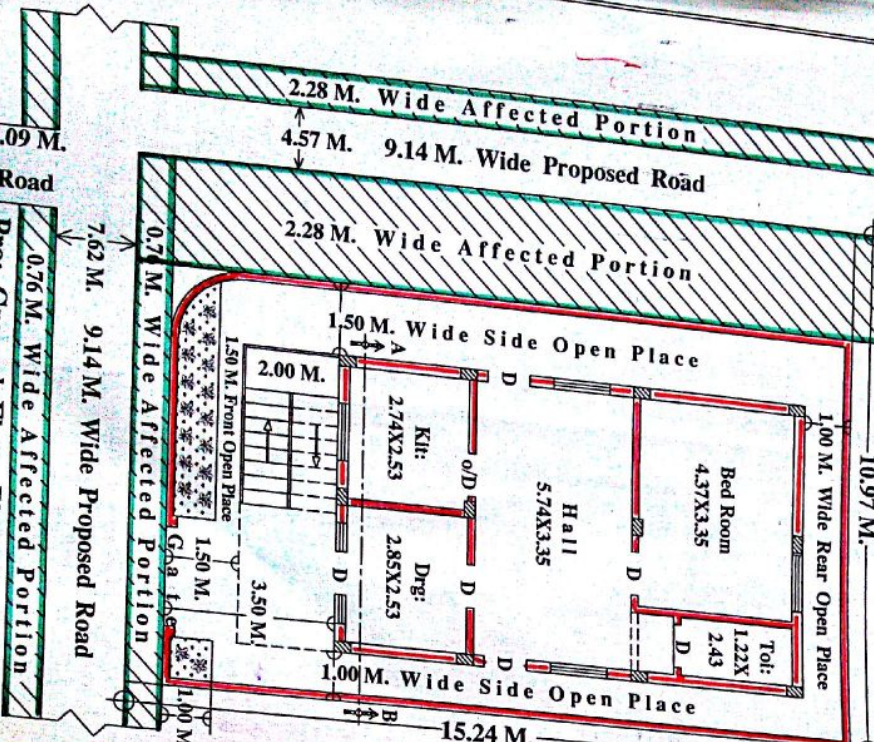 2.28 M. Wide Affected Portion
4.57 M. 9.14 M. Wide Proposed Road
.09 M.
Road
2.28 M. Wide Affected Portion
0.76 M. Wide Affected Portion
7.62 M. 9.14 M. Wide Proposed Road
0.76 M. Wide Affected Portion
1.50 M. Wide Side Open Place
A
2.00 M.
1.50 M. Front Open Place
Kit:
2.74X2.53
o/D
D
Hall
5.74X3.35
Bed Room
4.37X3.35
1.00 M. Wide Rear Open Place
10.97 M.
Drg:
2.85X2.53
D
D
D
D
Toi:
1.22X
2.43
D
Gate
1.50 M.
3.50 M.
1.00 M. Wide Side Open Place
B
1.00 M
15.24 M